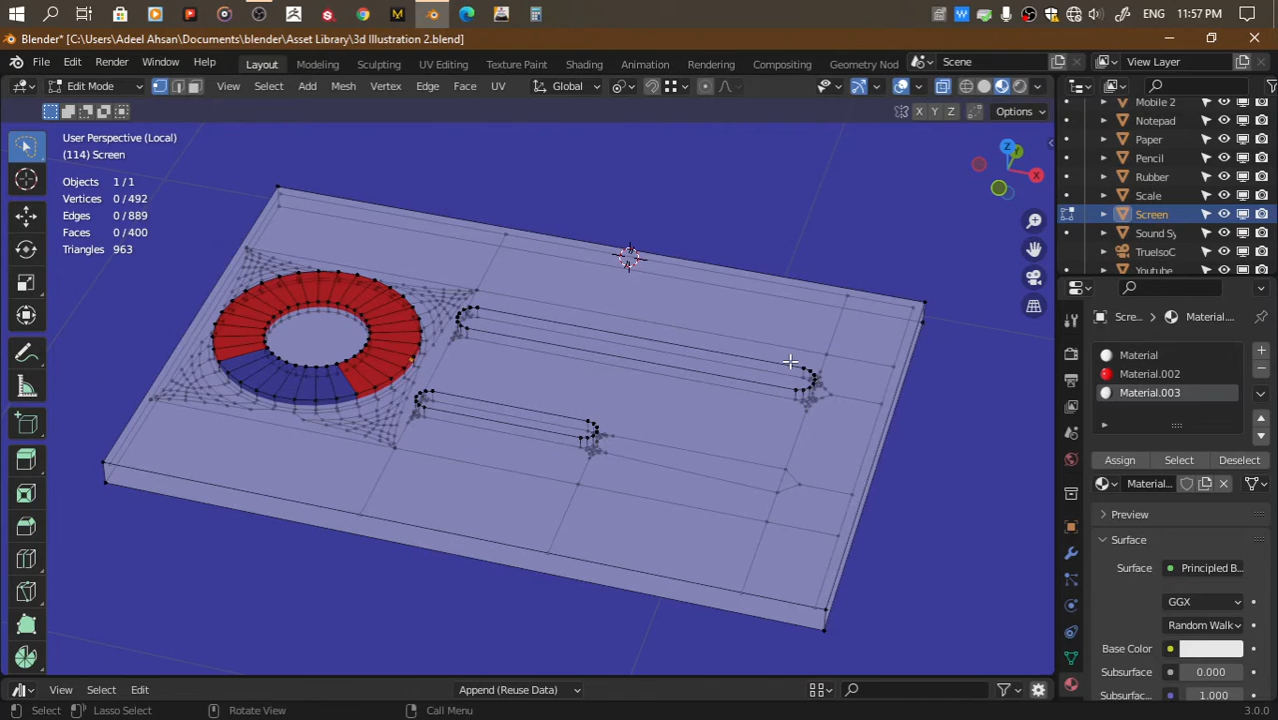 ENG 11:57 PM
Blender* [C:\Users\Adeel Ahsan\Documents\blender\Asset Library\3d Illustration 2.blend]
File Edit Render Window Help Layout Modeling Sculpting UV Editing Texture Paint Shading Animation Rendering Compositing Geometry Nod Scene View Layer
Edit Mode View Select Add Mesh Vertex Edge Face UV Global
X Y Z Options
User Perspective (Local)
(114) Screen
Objects 1 / 1
Vertices 0 / 492
Edges 0 / 889
Faces 0 / 400
Triangles 963
Z
Y
X
Mobile 2
Notepad
Paper
Pencil
Rubber
Scale
Screen
Sound Sy
TrueIsoC
Youtube
Scre... Material....
Material
Material.002
Material.003
Assign Select Deselect
Material...
Preview
Surface
Surface Principled B...
GGX
Random Walk
Base Color
Subsurface 0.000
Subsurface.. 1.000
View Select Edit Append (Reuse Data)
Select Lasso Select Rotate View Call Menu 3.0.0